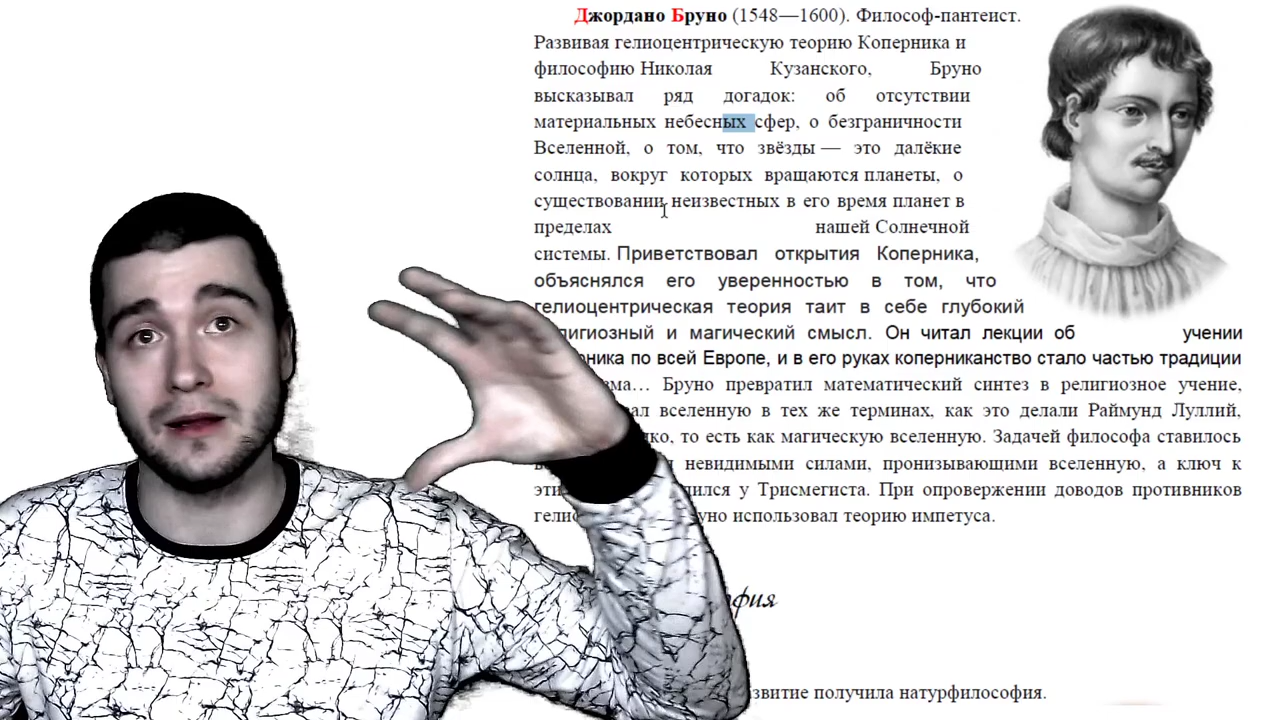 Джордано Бруно (1548—1600). Философ-пантеист.
Развивая гелиоцентрическую теорию Коперника и
философию Николая Кузанского, Бруно
высказывал ряд догадок: об отсутствии
материальных небесных сфер, о безграничности
Вселенной, о том, что звёзды — это далёкие
солнца, вокруг которых вращаются планеты, о
существовании неизвестных в его время планет в
пределах нашей Солнечной
системы. Приветствовал открытия Коперника,
объяснялся его уверенностью в том, что
гелиоцентрическая теория таит в себе глубокий
и магический смысл. Он читал лекции об учении
по всей Европе, и в его руках коперниканство стало частью традиции
Бруно превратил математический синтез в религиозное учение,
вселенную в тех же терминах, как это делали Раймунд Луллий,
то есть как магическую вселенную. Задачей философа ставилось
невидимыми силами, пронизывающими вселенную, а ключ к
у Трисмегиста. При опровержении доводов противников
использовал теорию импетуса.
получила натурфилософия.